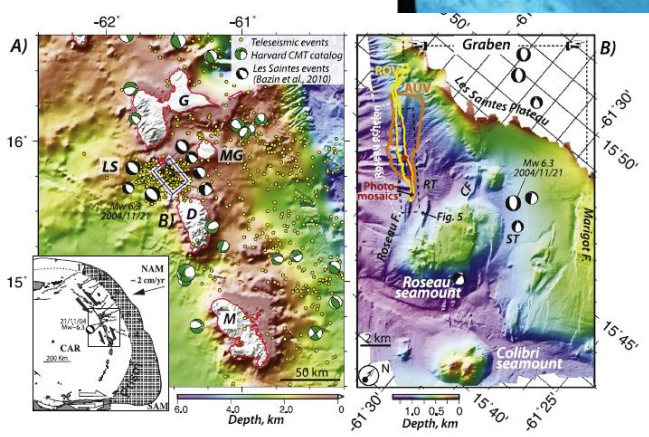 A)
-62
-61
Teleseismic events
Harvard CMT catalog
Les Saintes events
(Bazin et al., 2010)
G
16
MG
LS
Mw 6.3
2004/11/21
B)
D
15
M
NAM
~ 2 cm/yr
21/11/04
Mw~6.3
CAR
200 Km
Prism
SAM
50 km
6.0
4.0
2.0
0
Depth, km
B)
Graben
-61/30
Les Saintes Plateau
ROV
AUV
15°50
Roseau Echelon
Mw 6.3
2004/11/21
Photo-
mosaics
RT
CF
Fig. 5
ST
Roseau F.
Marigot F.
Roseau
seamount
15°45
2 km
Colibri
seamount
N
-61/30
1.0
0.5
0
Depth, km
15°40
-61/25